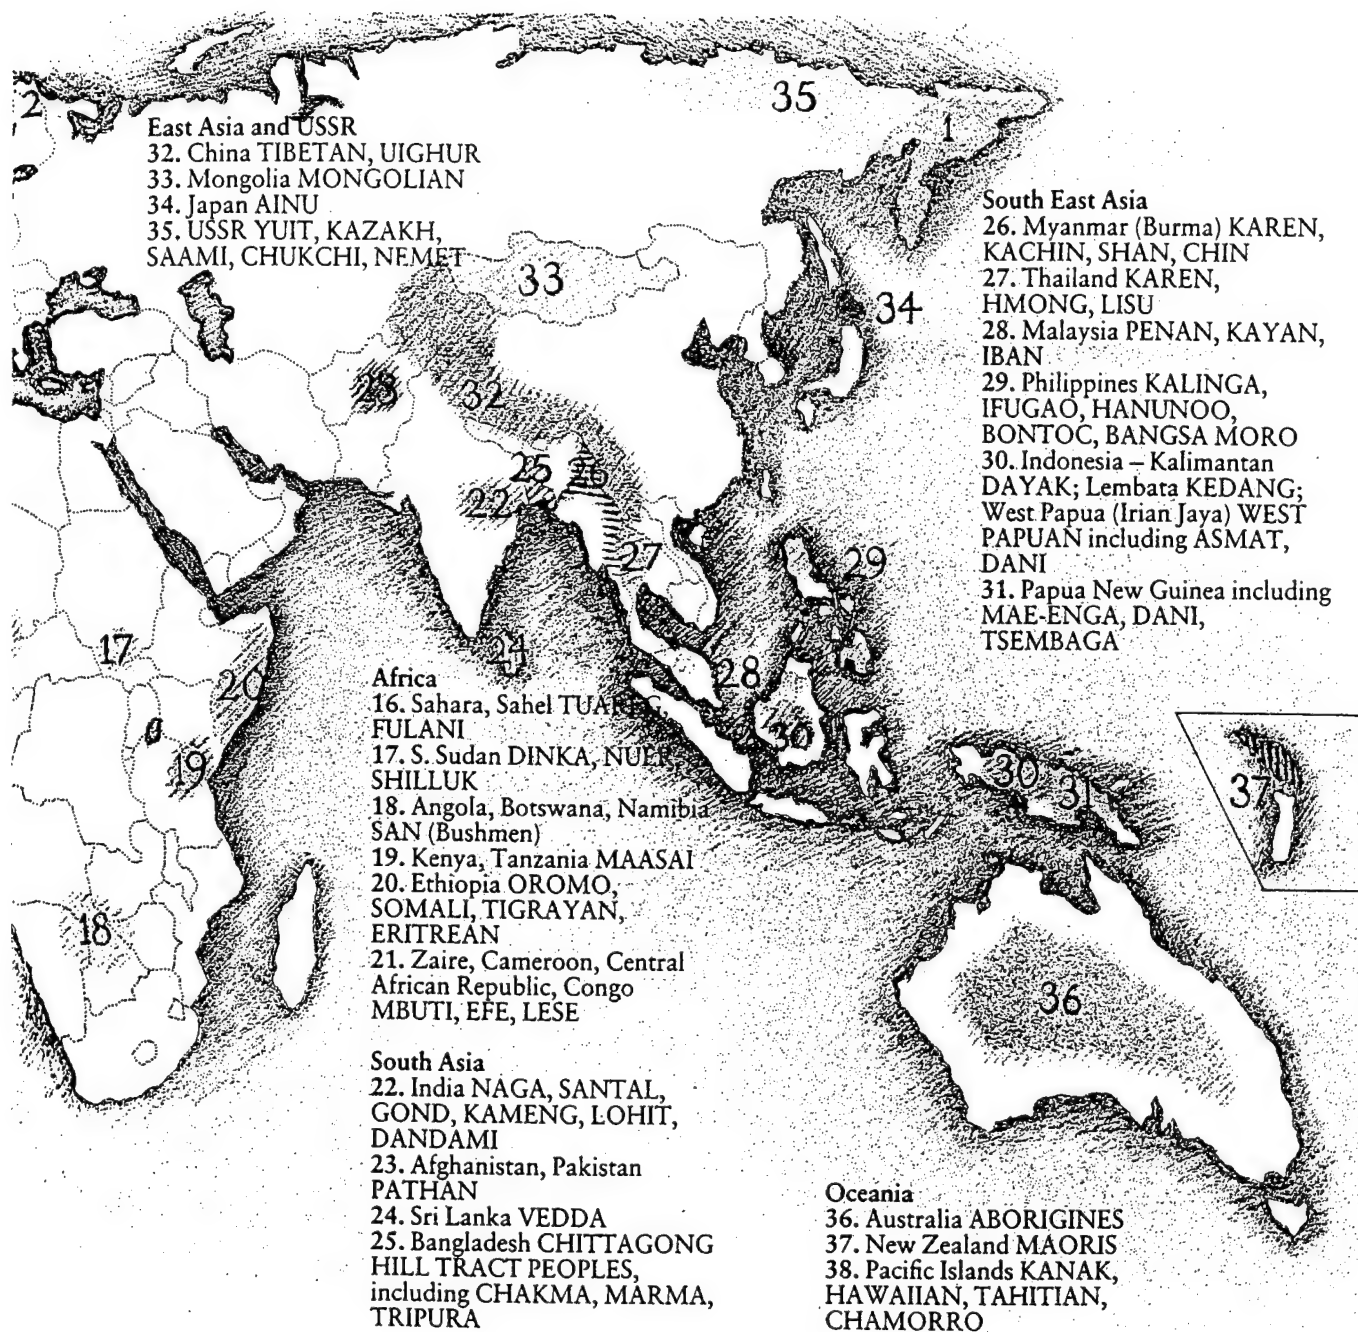 2
35
1
East Asia and USSR
32. China TIBETAN, UIGHUR
33. Mongolia MONGOLIAN
34. Japan AINU
35. USSR YUIT, KAZAKH,
SAAMI, CHUKCHI, NEMET
South East Asia
26. Myanmar (Burma) KAREN,
KACHIN, SHAN, CHIN
27. Thailand KAREN,
HMONG, LISU
28. Malaysia PENAN, KAYAN,
IBAN
29. Philippines KALINGA,
IFUGAO, HANUNOO,
BONTOC, BANGSA MORO
30. Indonesia – Kalimantan
DAYAK; Lembata KEDANG;
West Papua (Irian Jaya) WEST
PAPUAN including ASMAT,
DANI
31. Papua New Guinea including
MAE-ENGA, DANI,
TSEMBAGA
33
34
23
32
25
26
22
27
29
24
17
20
28
19
30
30
31
37
18
36
Africa
16. Sahara, Sahel TUAREG,
FULANI
17. S. Sudan DINKA, NUER,
SHILLUK
18. Angola, Botswana, Namibia
SAN (Bushmen)
19. Kenya, Tanzania MAASAI
20. Ethiopia OROMO,
SOMALI, TIGRAYAN,
ERITREAN
21. Zaire, Cameroon, Central
African Republic, Congo
MBUTI, EFE, LESE
South Asia
22. India NAGA, SANTAL,
GOND, KAMENG, LOHIT,
DANDAMI
23. Afghanistan, Pakistan
PATHAN
24. Sri Lanka VEDDA
25. Bangladesh CHITTAGONG
HILL TRACT PEOPLES,
including CHAKMA, MARMA,
TRIPURA
Oceania
36. Australia ABORIGINES
37. New Zealand MAORIS
38. Pacific Islands KANAK,
HAWAIIAN, TAHITIAN,
CHAMORRO